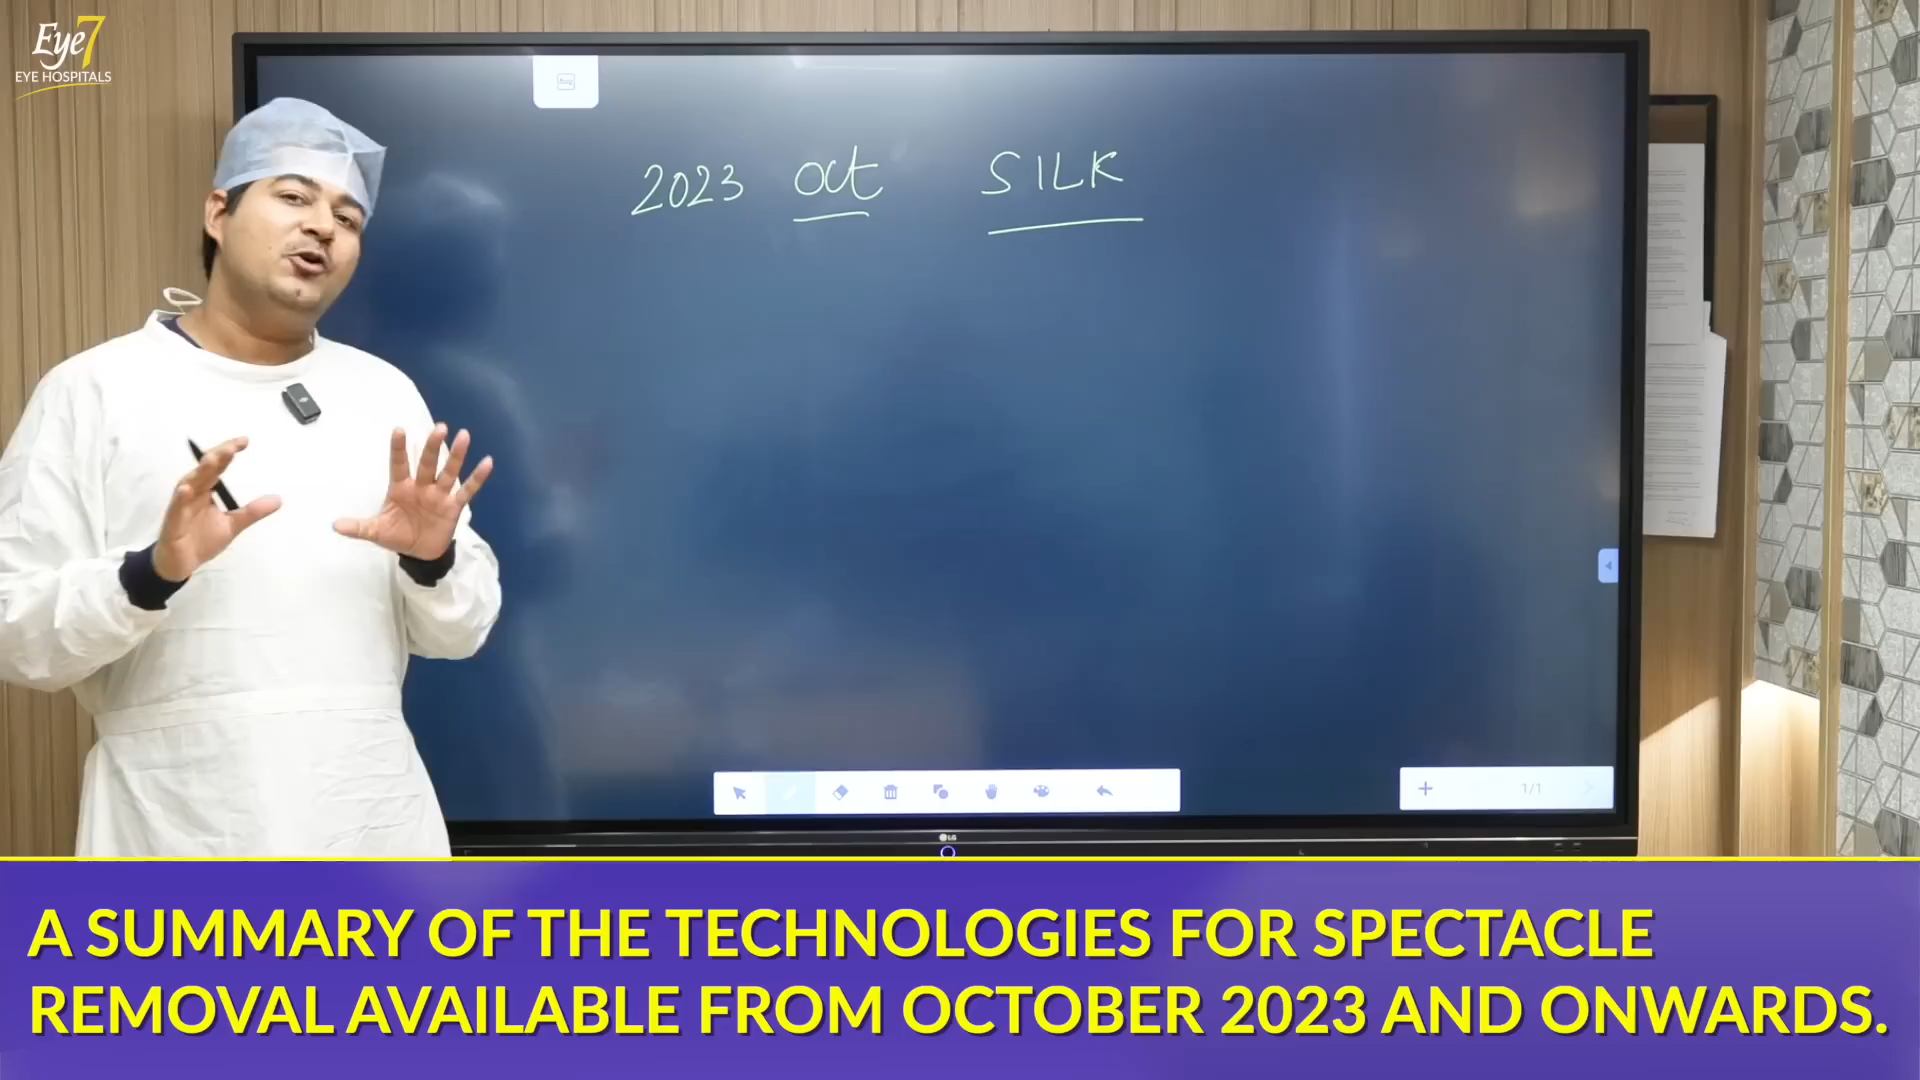 Eye7
EYE HOSPITALS
2023 Oct SILK
1/1
LG
A SUMMARY OF THE TECHNOLOGIES FOR SPECTACLE
REMOVAL AVAILABLE FROM OCTOBER 2023 AND ONWARDS.